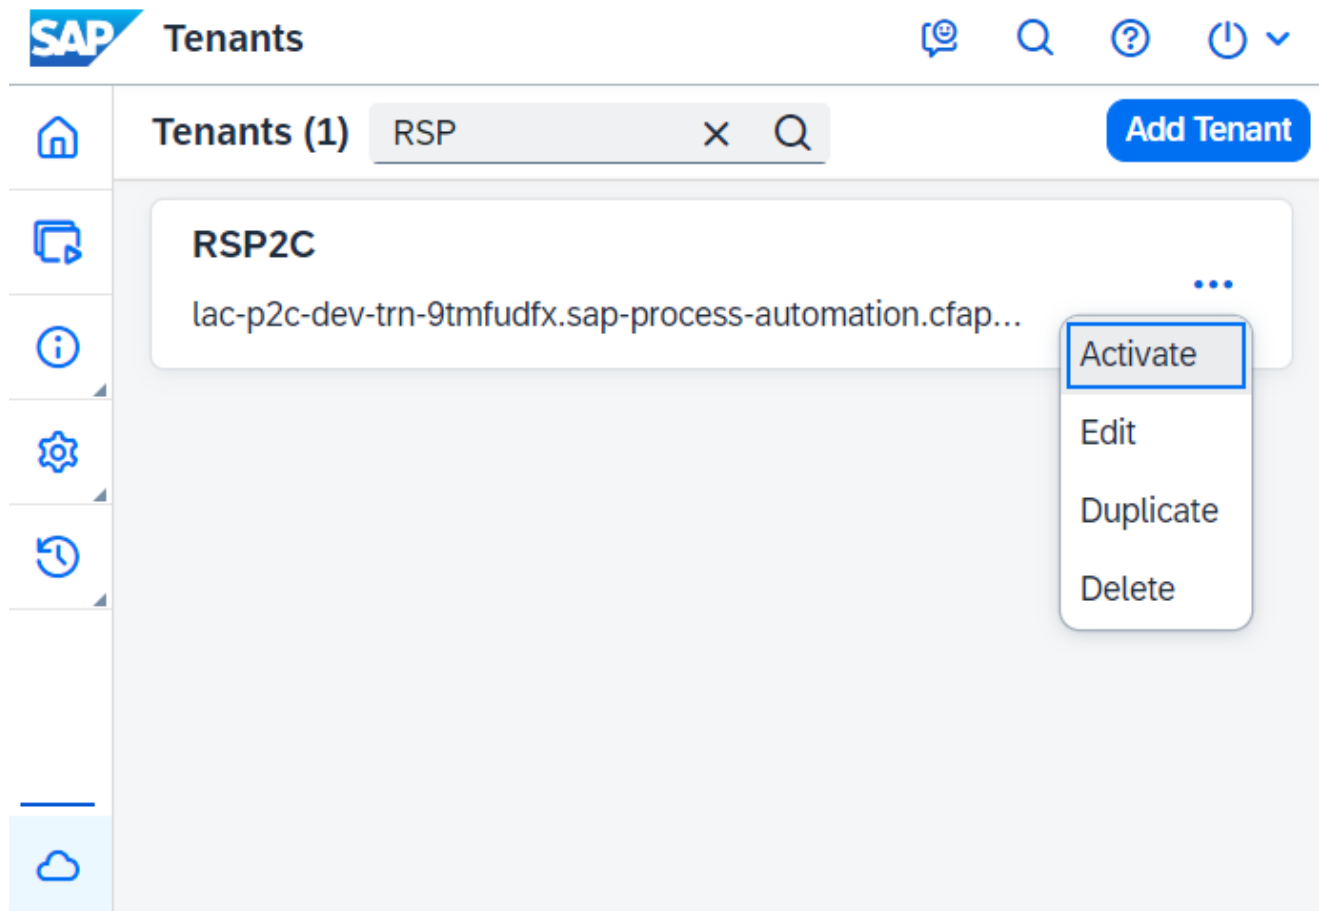 SAP Tenants
Tenants (1) RSP Add Tenant
RSP2C
lac-p2c-dev-trn-9tmfudfx.sap-process-automation.cfap...
Activate
Edit
Duplicate
Delete